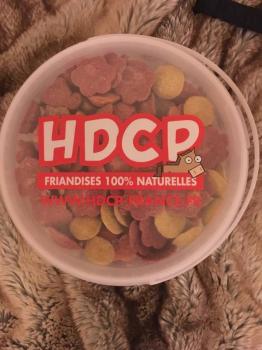 HDCP
FRIANDISES 100% NATURELLES
WWW.HDCP-FRANCE.FR